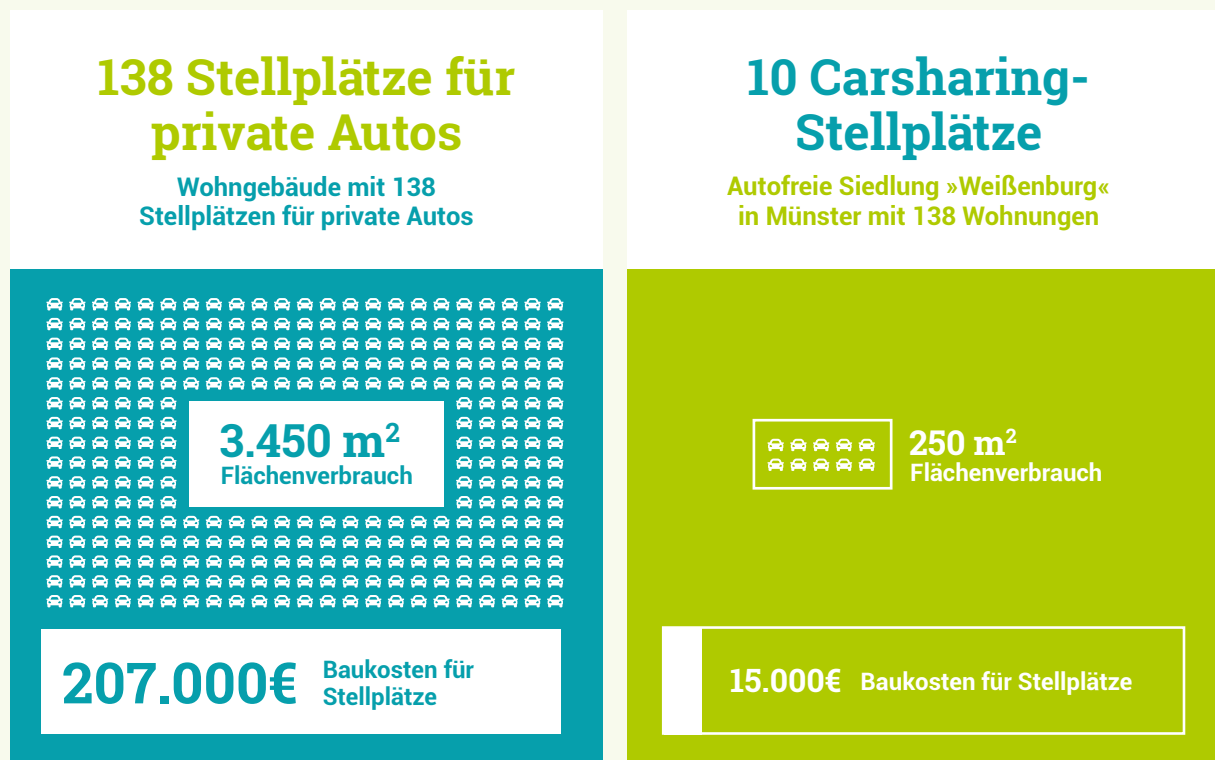 138 Stellplätze für
private Autos
Wohngebäude mit 138
Stellplätzen für private Autos
3.450 m²
Flächenverbrauch
207.000€
Baukosten für
Stellplätze
10 Carsharing-
Stellplätze
Autofreie Siedlung »Weißenburg«
in Münster mit 138 Wohnungen
250 m²
Flächenverbrauch
15.000€ Baukosten für Stellplätze